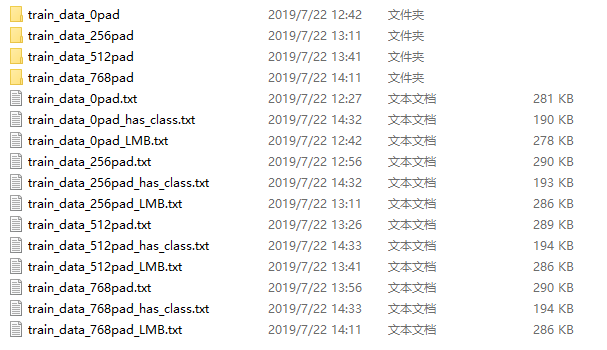 train_data_0pad 2019/7/22 12:42 文件夹
train_data_256pad 2019/7/22 13:11 文件夹
train_data_512pad 2019/7/22 13:41 文件夹
train_data_768pad 2019/7/22 14:11 文件夹
train_data_0pad.txt 2019/7/22 12:27 文本文档 281 KB
train_data_0pad_has_class.txt 2019/7/22 14:32 文本文档 190 KB
train_data_0pad_LMB.txt 2019/7/22 12:42 文本文档 278 KB
train_data_256pad.txt 2019/7/22 12:56 文本文档 290 KB
train_data_256pad_has_class.txt 2019/7/22 14:32 文本文档 193 KB
train_data_256pad_LMB.txt 2019/7/22 13:11 文本文档 286 KB
train_data_512pad.txt 2019/7/22 13:26 文本文档 289 KB
train_data_512pad_has_class.txt 2019/7/22 14:33 文本文档 194 KB
train_data_512pad_LMB.txt 2019/7/22 13:41 文本文档 286 KB
train_data_768pad.txt 2019/7/22 13:56 文本文档 290 KB
train_data_768pad_has_class.txt 2019/7/22 14:33 文本文档 194 KB
train_data_768pad_LMB.txt 2019/7/22 14:11 文本文档 286 KB